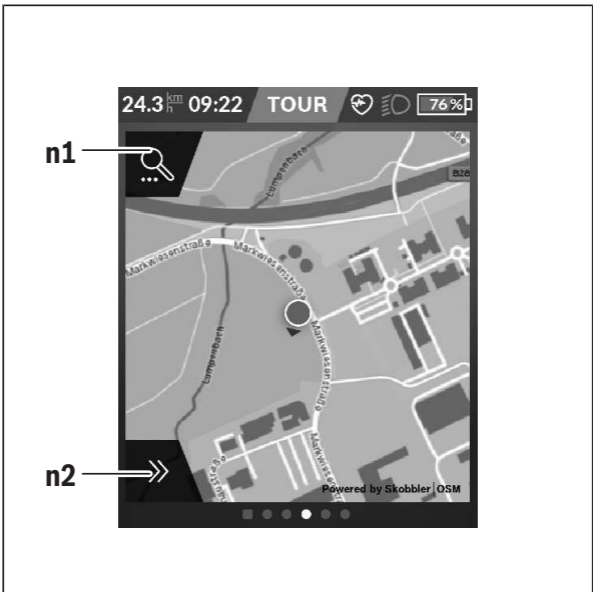 24.3 km/h 09:22 TOUR 76 %
n1
...
B28
Lumpenbach
Markwiesenstraße
Markwiesenstraße
Markwiesenstraße
Lumpenbach
Markwiesenstraße
n2
Powered by Skobbler | OSM